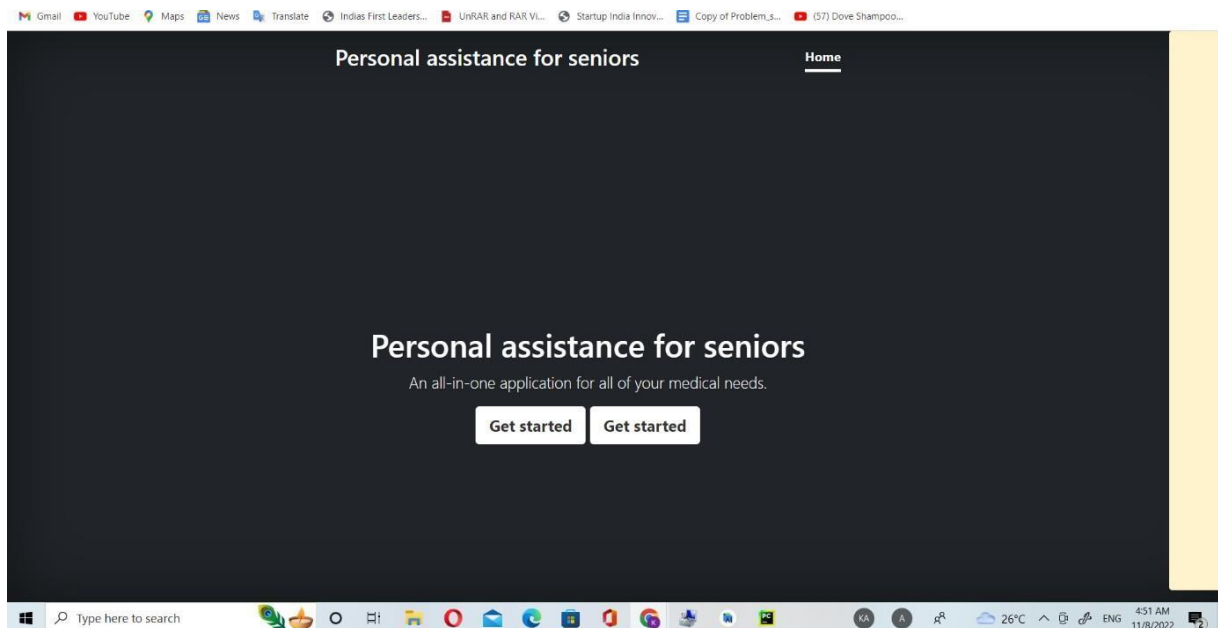 Gmail YouTube Maps News Translate Indias First Leaders... UnRAR and RAR Vi... Startup India Innov... Copy of Problem_s... (57) Dove Shampoo...
Personal assistance for seniors Home
Personal assistance for seniors
An all-in-one application for all of your medical needs.
Get started Get started
Type here to search KA A 26°C ENG 4:51 AM
11/8/2022 2